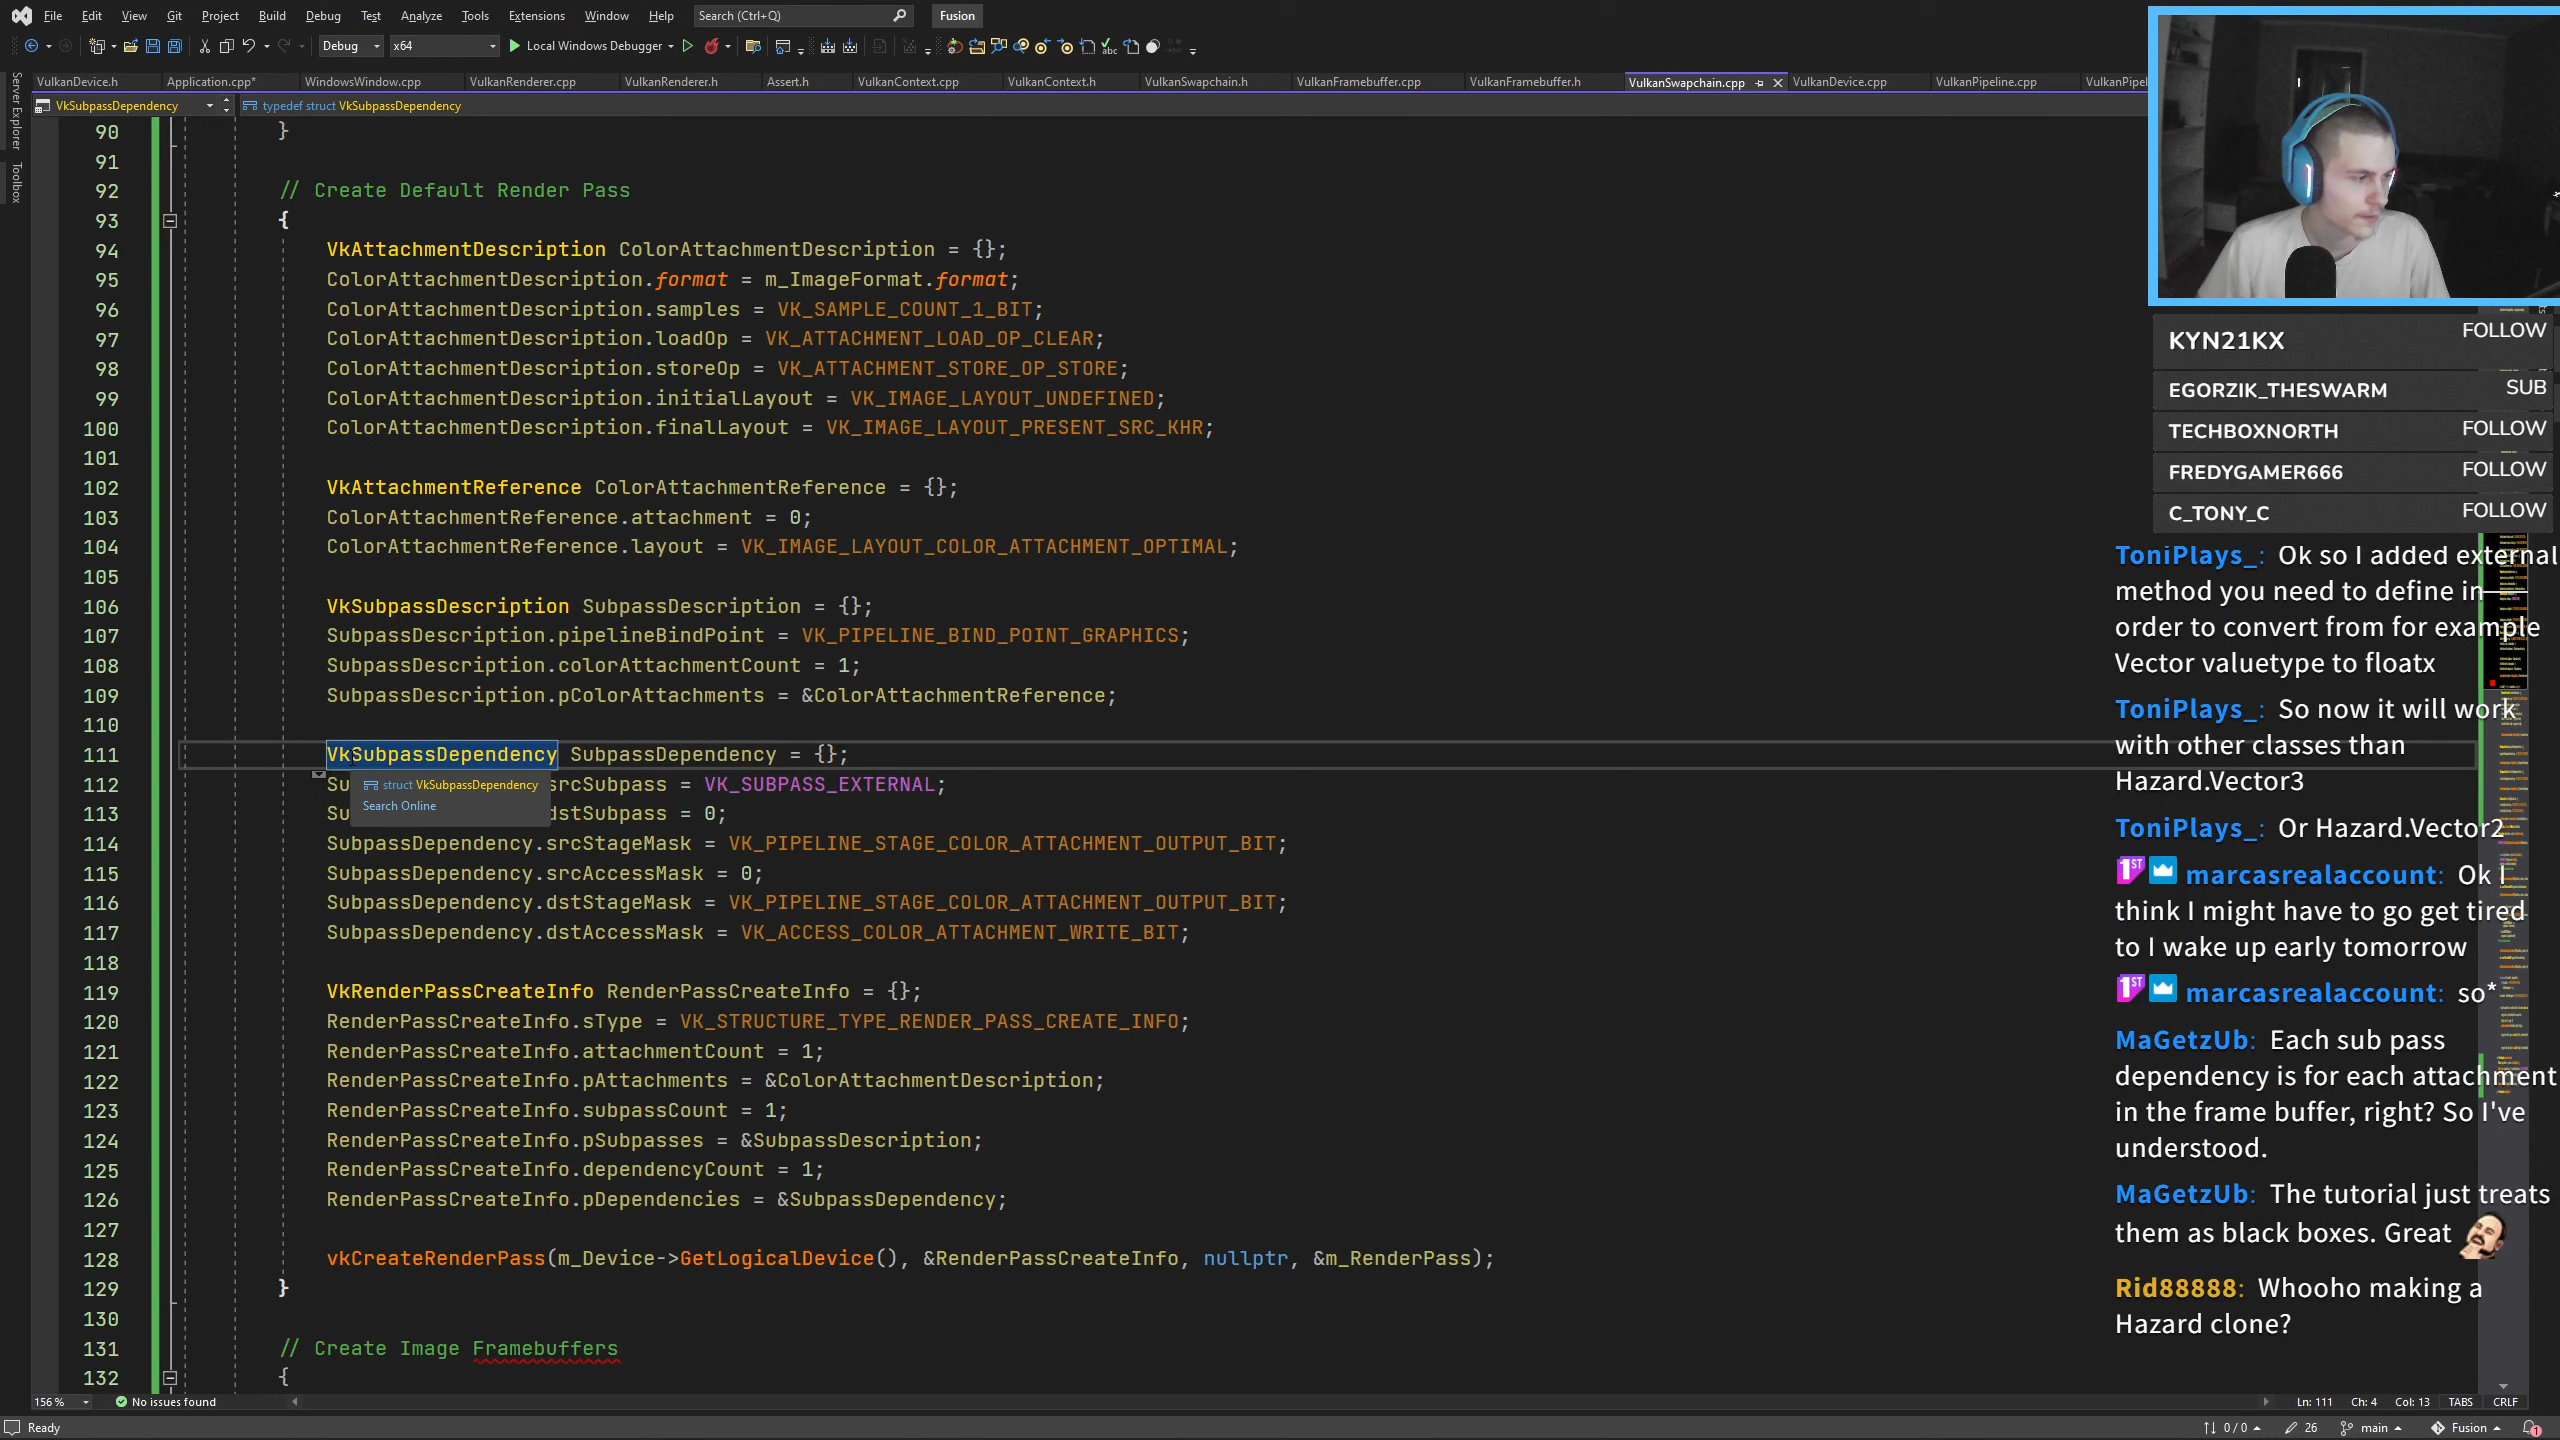 File Edit View Git Project Build Debug Test Analyze Tools Extensions Window Help Search (Ctrl+Q) Fusion
Debug x64 Local Windows Debugger
VulkanDevice.h Application.cpp* WindowsWindow.cpp VulkanRenderer.cpp VulkanRenderer.h Assert.h VulkanContext.cpp VulkanContext.h VulkanSwapchain.h VulkanFramebuffer.cpp VulkanFramebuffer.h VulkanSwapchain.cpp VulkanDevice.cpp VulkanPipeline.cpp VulkanPipel
VkSubpassDependency typedef struct VkSubpassDependency
Server Explorer
Toolbox
90 }
91
92 // Create Default Render Pass
93 {
94 VkAttachmentDescription ColorAttachmentDescription = {};
95 ColorAttachmentDescription.format = m_ImageFormat.format;
96 ColorAttachmentDescription.samples = VK_SAMPLE_COUNT_1_BIT;
97 ColorAttachmentDescription.loadOp = VK_ATTACHMENT_LOAD_OP_CLEAR;
98 ColorAttachmentDescription.storeOp = VK_ATTACHMENT_STORE_OP_STORE;
99 ColorAttachmentDescription.initialLayout = VK_IMAGE_LAYOUT_UNDEFINED;
100 ColorAttachmentDescription.finalLayout = VK_IMAGE_LAYOUT_PRESENT_SRC_KHR;
101
102 VkAttachmentReference ColorAttachmentReference = {};
103 ColorAttachmentReference.attachment = 0;
104 ColorAttachmentReference.layout = VK_IMAGE_LAYOUT_COLOR_ATTACHMENT_OPTIMAL;
105
106 VkSubpassDescription SubpassDescription = {};
107 SubpassDescription.pipelineBindPoint = VK_PIPELINE_BIND_POINT_GRAPHICS;
108 SubpassDescription.colorAttachmentCount = 1;
109 SubpassDescription.pColorAttachments = &ColorAttachmentReference;
110
111 VkSubpassDependency SubpassDependency = {};
112 Su srcSubpass = VK_SUBPASS_EXTERNAL;
struct VkSubpassDependency
Search Online
113 Su dstSubpass = 0;
114 SubpassDependency.srcStageMask = VK_PIPELINE_STAGE_COLOR_ATTACHMENT_OUTPUT_BIT;
115 SubpassDependency.srcAccessMask = 0;
116 SubpassDependency.dstStageMask = VK_PIPELINE_STAGE_COLOR_ATTACHMENT_OUTPUT_BIT;
117 SubpassDependency.dstAccessMask = VK_ACCESS_COLOR_ATTACHMENT_WRITE_BIT;
118
119 VkRenderPassCreateInfo RenderPassCreateInfo = {};
120 RenderPassCreateInfo.sType = VK_STRUCTURE_TYPE_RENDER_PASS_CREATE_INFO;
121 RenderPassCreateInfo.attachmentCount = 1;
122 RenderPassCreateInfo.pAttachments = &ColorAttachmentDescription;
123 RenderPassCreateInfo.subpassCount = 1;
124 RenderPassCreateInfo.pSubpasses = &SubpassDescription;
125 RenderPassCreateInfo.dependencyCount = 1;
126 RenderPassCreateInfo.pDependencies = &SubpassDependency;
127
128 vkCreateRenderPass(m_Device->GetLogicalDevice(), &RenderPassCreateInfo, nullptr, &m_RenderPass);
129 }
130
131 // Create Image Framebuffers
132 {
KYN21KX FOLLOW
EGORZIK_THESWARM SUB
TECHBOXNORTH FOLLOW
FREDYGAMER666 FOLLOW
C_TONY_C FOLLOW
ToniPlays_: Ok so I added external
method you need to define in
order to convert from for example
Vector valuetype to floatx
ToniPlays_: So now it will work
with other classes than
Hazard.Vector3
ToniPlays_: Or Hazard.Vector2
1ST marcasrealaccount: Ok I
think I might have to go get tired
to I wake up early tomorrow
1ST marcasrealaccount: so*
MaGetzUb: Each sub pass
dependency is for each attachment
in the frame buffer, right? So I've
understood.
MaGetzUb: The tutorial just treats
them as black boxes. Great
Rid88888: Whooho making a
Hazard clone?
156 % No issues found Ln: 111 Ch: 4 Col: 13 TABS CRLF
Ready 0 / 0 26 main Fusion 1